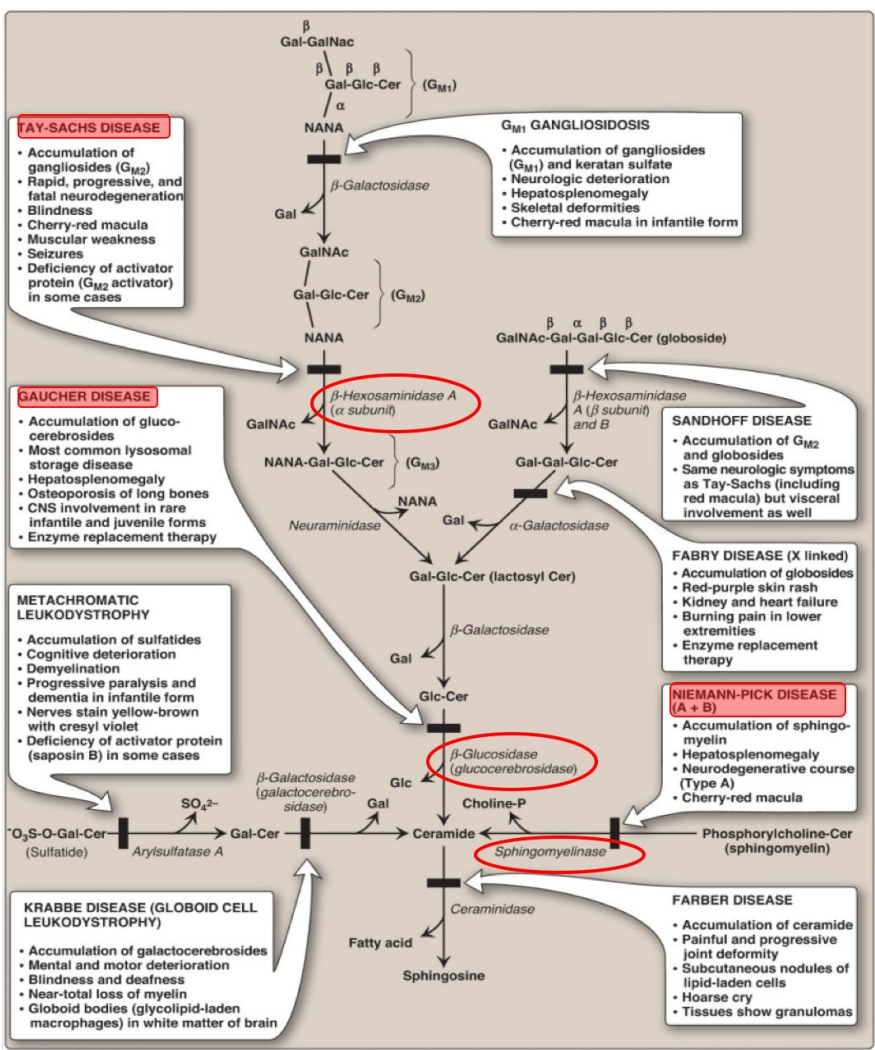 β
Gal-GalNac
β β β
Gal-Glc-Cer (GM1)
α
NANA
β-Galactosidase
Gal
GalNAc
Gal-Glc-Cer (GM2)
NANA
β-Hexosaminidase A
(α subunit)
GalNAc
NANA-Gal-Glc-Cer (GM3)
NANA
Neuraminidase
TAY-SACHS DISEASE
• Accumulation of
gangliosides (GM2)
• Rapid, progressive, and
fatal neurodegeneration
• Blindness
• Cherry-red macula
• Muscular weakness
• Seizures
• Deficiency of activator
protein (GM2 activator)
in some cases
GM1 GANGLIOSIDOSIS
• Accumulation of gangliosides
(GM1) and keratan sulfate
• Neurologic deterioration
• Hepatosplenomegaly
• Skeletal deformities
• Cherry-red macula in infantile form
β α β β
GalNAc-Gal-Gal-Glc-Cer (globoside)
β-Hexosaminidase
A (β subunit)
and B
GalNAc
Gal-Gal-Glc-Cer
Gal
α-Galactosidase
GAUCHER DISEASE
• Accumulation of gluco-
cerebrosides
• Most common lysosomal
storage disease
• Hepatosplenomegaly
• Osteoporosis of long bones
• CNS involvement in rare
infantile and juvenile forms
• Enzyme replacement therapy
SANDHOFF DISEASE
• Accumulation of GM2
and globosides
• Same neurologic symptoms
as Tay-Sachs (including
red macula) but visceral
involvement as well
FABRY DISEASE (X linked)
• Accumulation of globosides
• Red-purple skin rash
• Kidney and heart failure
• Burning pain in lower
extremities
• Enzyme replacement
therapy
Gal-Glc-Cer (lactosyl Cer)
β-Galactosidase
Gal
Glc-Cer
β-Glucosidase
(glucocerebrosidase)
Glc
METACHROMATIC
LEUKODYSTROPHY
• Accumulation of sulfatides
• Cognitive deterioration
• Demyelination
• Progressive paralysis and
dementia in infantile form
• Nerves stain yellow-brown
with cresyl violet
• Deficiency of activator protein
(saposin B) in some cases
NIEMANN-PICK DISEASE
(A + B)
• Accumulation of sphingo-
myelin
• Hepatosplenomegaly
• Neurodegenerative course
(Type A)
• Cherry-red macula
β-Galactosidase
(galactocerebro-
sidase)
SO4 2–
Gal
Choline-P
-O3S-O-Gal-Cer
(Sulfatide)
Arylsulfatase A
Gal-Cer
Ceramide
Sphingomyelinase
Phosphorylcholine-Cer
(sphingomyelin)
Ceraminidase
Fatty acid
Sphingosine
KRABBE DISEASE (GLOBOID CELL
LEUKODYSTROPHY)
• Accumulation of galactocerebrosides
• Mental and motor deterioration
• Blindness and deafness
• Near-total loss of myelin
• Globoid bodies (glycolipid-laden
macrophages) in white matter of brain
FARBER DISEASE
• Accumulation of ceramide
• Painful and progressive
joint deformity
• Subcutaneous nodules of
lipid-laden cells
• Hoarse cry
• Tissues show granulomas